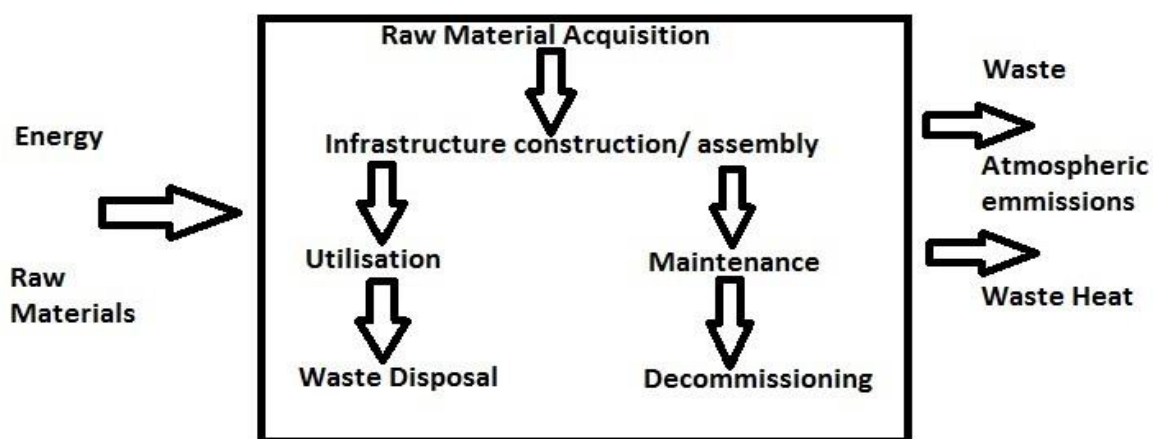 Raw Material Acquisition
Waste
Energy
Infrastructure construction/ assembly
Atmospheric
emmissions
Utilisation
Maintenance
Raw
Materials
Waste Heat
Waste Disposal
Decommissioning